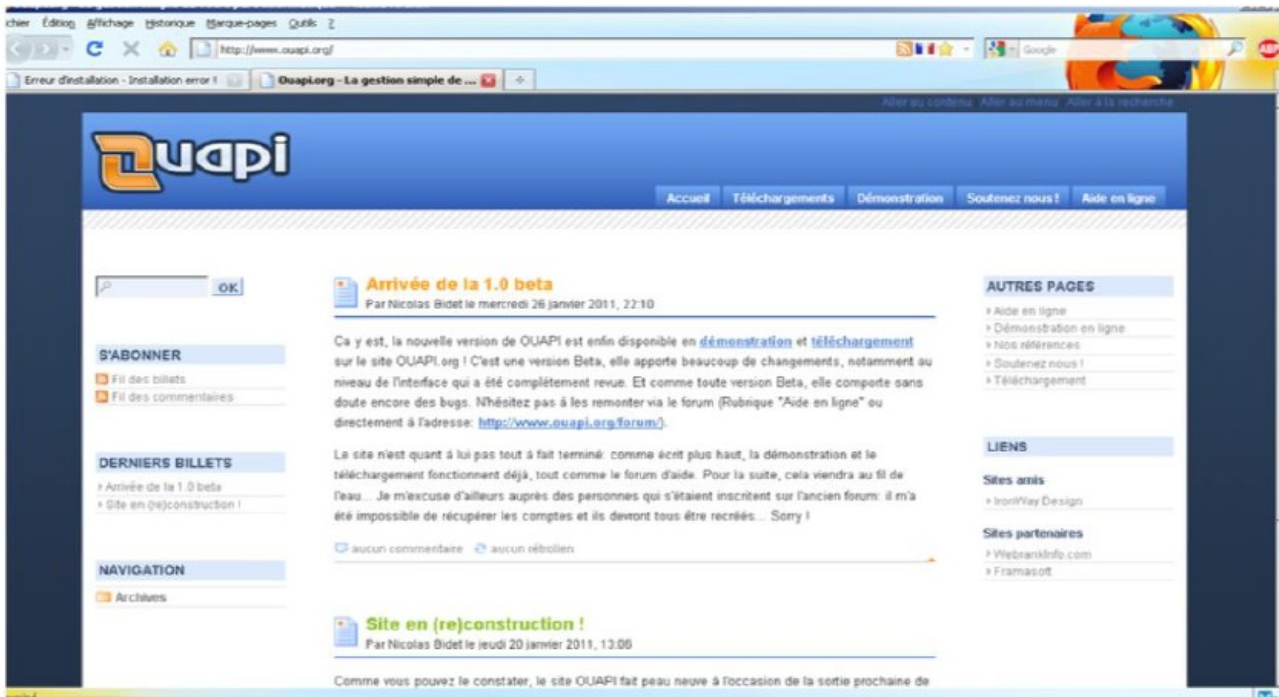 chier Édition Affichage Historique Marque-pages Outils ?
http://www.ouapi.org/
Google
ABP
Erreur d'installation - Installation error !
Ouapi.org - La gestion simple de ...
Aller au contenu Aller au menu Aller à la recherche
Ouapi
Accueil Téléchargements Démonstration Soutenez nous ! Aide en ligne
OK
S'ABONNER
Fil des billets
Fil des commentaires
DERNIERS BILLETS
Arrivée de la 1.0 beta
Site en (re)construction !
NAVIGATION
Archives
Arrivée de la 1.0 beta
Par Nicolas Bidet le mercredi 26 janvier 2011, 22:10
Ca y est, la nouvelle version de OUAPI est enfin disponible en démonstration et téléchargement
sur le site OUAPI.org ! C'est une version Beta, elle apporte beaucoup de changements, notamment au
niveau de l'interface qui a été complètement revue. Et comme toute version Beta, elle comporte sans
doute encore des bugs. N'hésitez pas à les remonter via le forum (Rubrique "Aide en ligne" ou
directement à l'adresse: http://www.ouapi.org/forum/).
Le site n'est quant à lui pas tout à fait terminé: comme écrit plus haut, la démonstration et le
téléchargement fonctionnent déjà, tout comme le forum d'aide. Pour la suite, cela viendra au fil de
l'eau... Je m'excuse d'ailleurs auprès des personnes qui s'étaient inscritent sur l'ancien forum: il m'a
été impossible de récupérer les comptes et ils devront tous être recréés... Sorry !
aucun commentaire aucun rétrolien
Site en (re)construction !
Par Nicolas Bidet le jeudi 20 janvier 2011, 13:06
Comme vous pouvez le constater, le site OUAPI fait peau neuve à l'occasion de la sortie prochaine de
AUTRES PAGES
Aide en ligne
Démonstration en ligne
Nos références
Soutenez nous !
Téléchargement
LIENS
Sites amis
IronWay Design
Sites partenaires
WebrankInfo.com
Framasoft